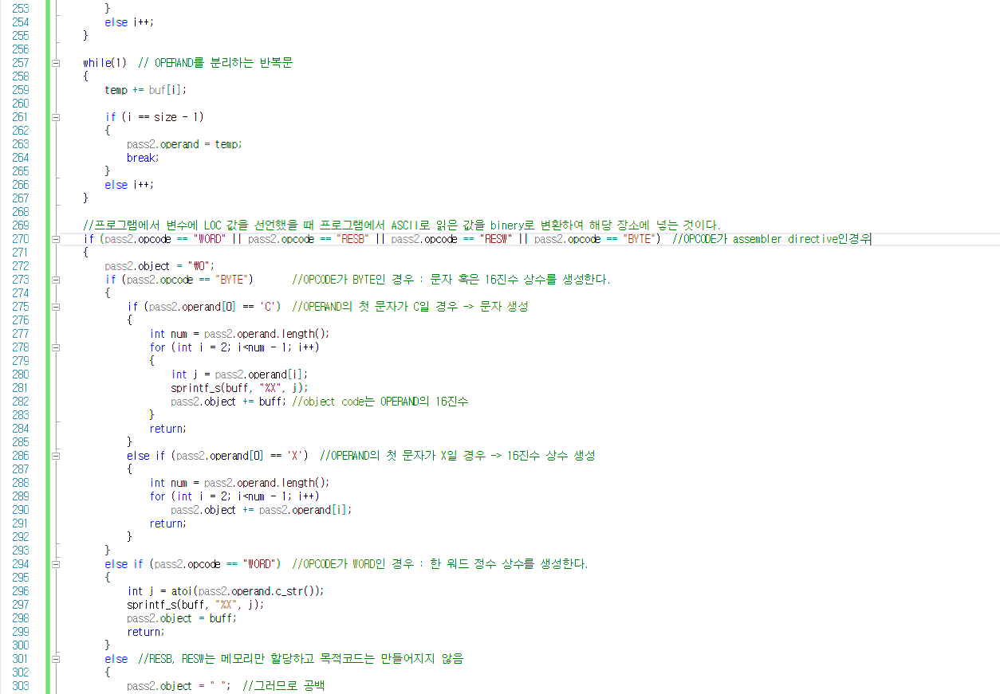 253 }
254 else i++;
255 }
256
257 while(1) // OPERAND를 분리하는 반복문
258 {
259 temp += buf[i];
260
261 if (i == size - 1)
262 {
263 pass2.operand = temp;
264 break;
265 }
266 else i++;
267 }
268
269 //프로그램에서 변수에 LOC 값을 선언했을 때 프로그램에서 ASCII로 읽은 값을 binery로 변환하여 해당 장소에 넣는 것이다.
270 if (pass2.opcode == "WORD" || pass2.opcode == "RESB" || pass2.opcode == "RESW" || pass2.opcode == "BYTE") //OPCODE가 assembler directive인경우
271 {
272 pass2.object = "₩0";
273 if (pass2.opcode == "BYTE") //OPCODE가 BYTE인 경우 : 문자 혹은 16진수 상수를 생성한다.
274 {
275 if (pass2.operand[0] == 'C') //OPERAND의 첫 문자가 C일 경우 -> 문자 생성
276 {
277 int num = pass2.operand.length();
278 for (int i = 2; i<num - 1; i++)
279 {
280 int j = pass2.operand[i];
281 sprintf_s(buff, "%X", j);
282 pass2.object += buff; //object code는 OPERAND의 16진수
283 }
284 return;
285 }
286 else if (pass2.operand[0] == 'X') //OPERAND의 첫 문자가 X일 경우 -> 16진수 상수 생성
287 {
288 int num = pass2.operand.length();
289 for (int i = 2; i<num - 1; i++)
290 pass2.object += pass2.operand[i];
291 return;
292 }
293 }
294 else if (pass2.opcode == "WORD") //OPCODE가 WORD인 경우 : 한 워드 정수 상수를 생성한다.
295 {
296 int j = atoi(pass2.operand.c_str());
297 sprintf_s(buff, "%X", j);
298 pass2.object = buff;
299 return;
300 }
301 else //RESB, RESW는 메모리만 할당하고 목적코드는 만들어지지 않음
302 {
303 pass2.object = " "; //그러므로 공백